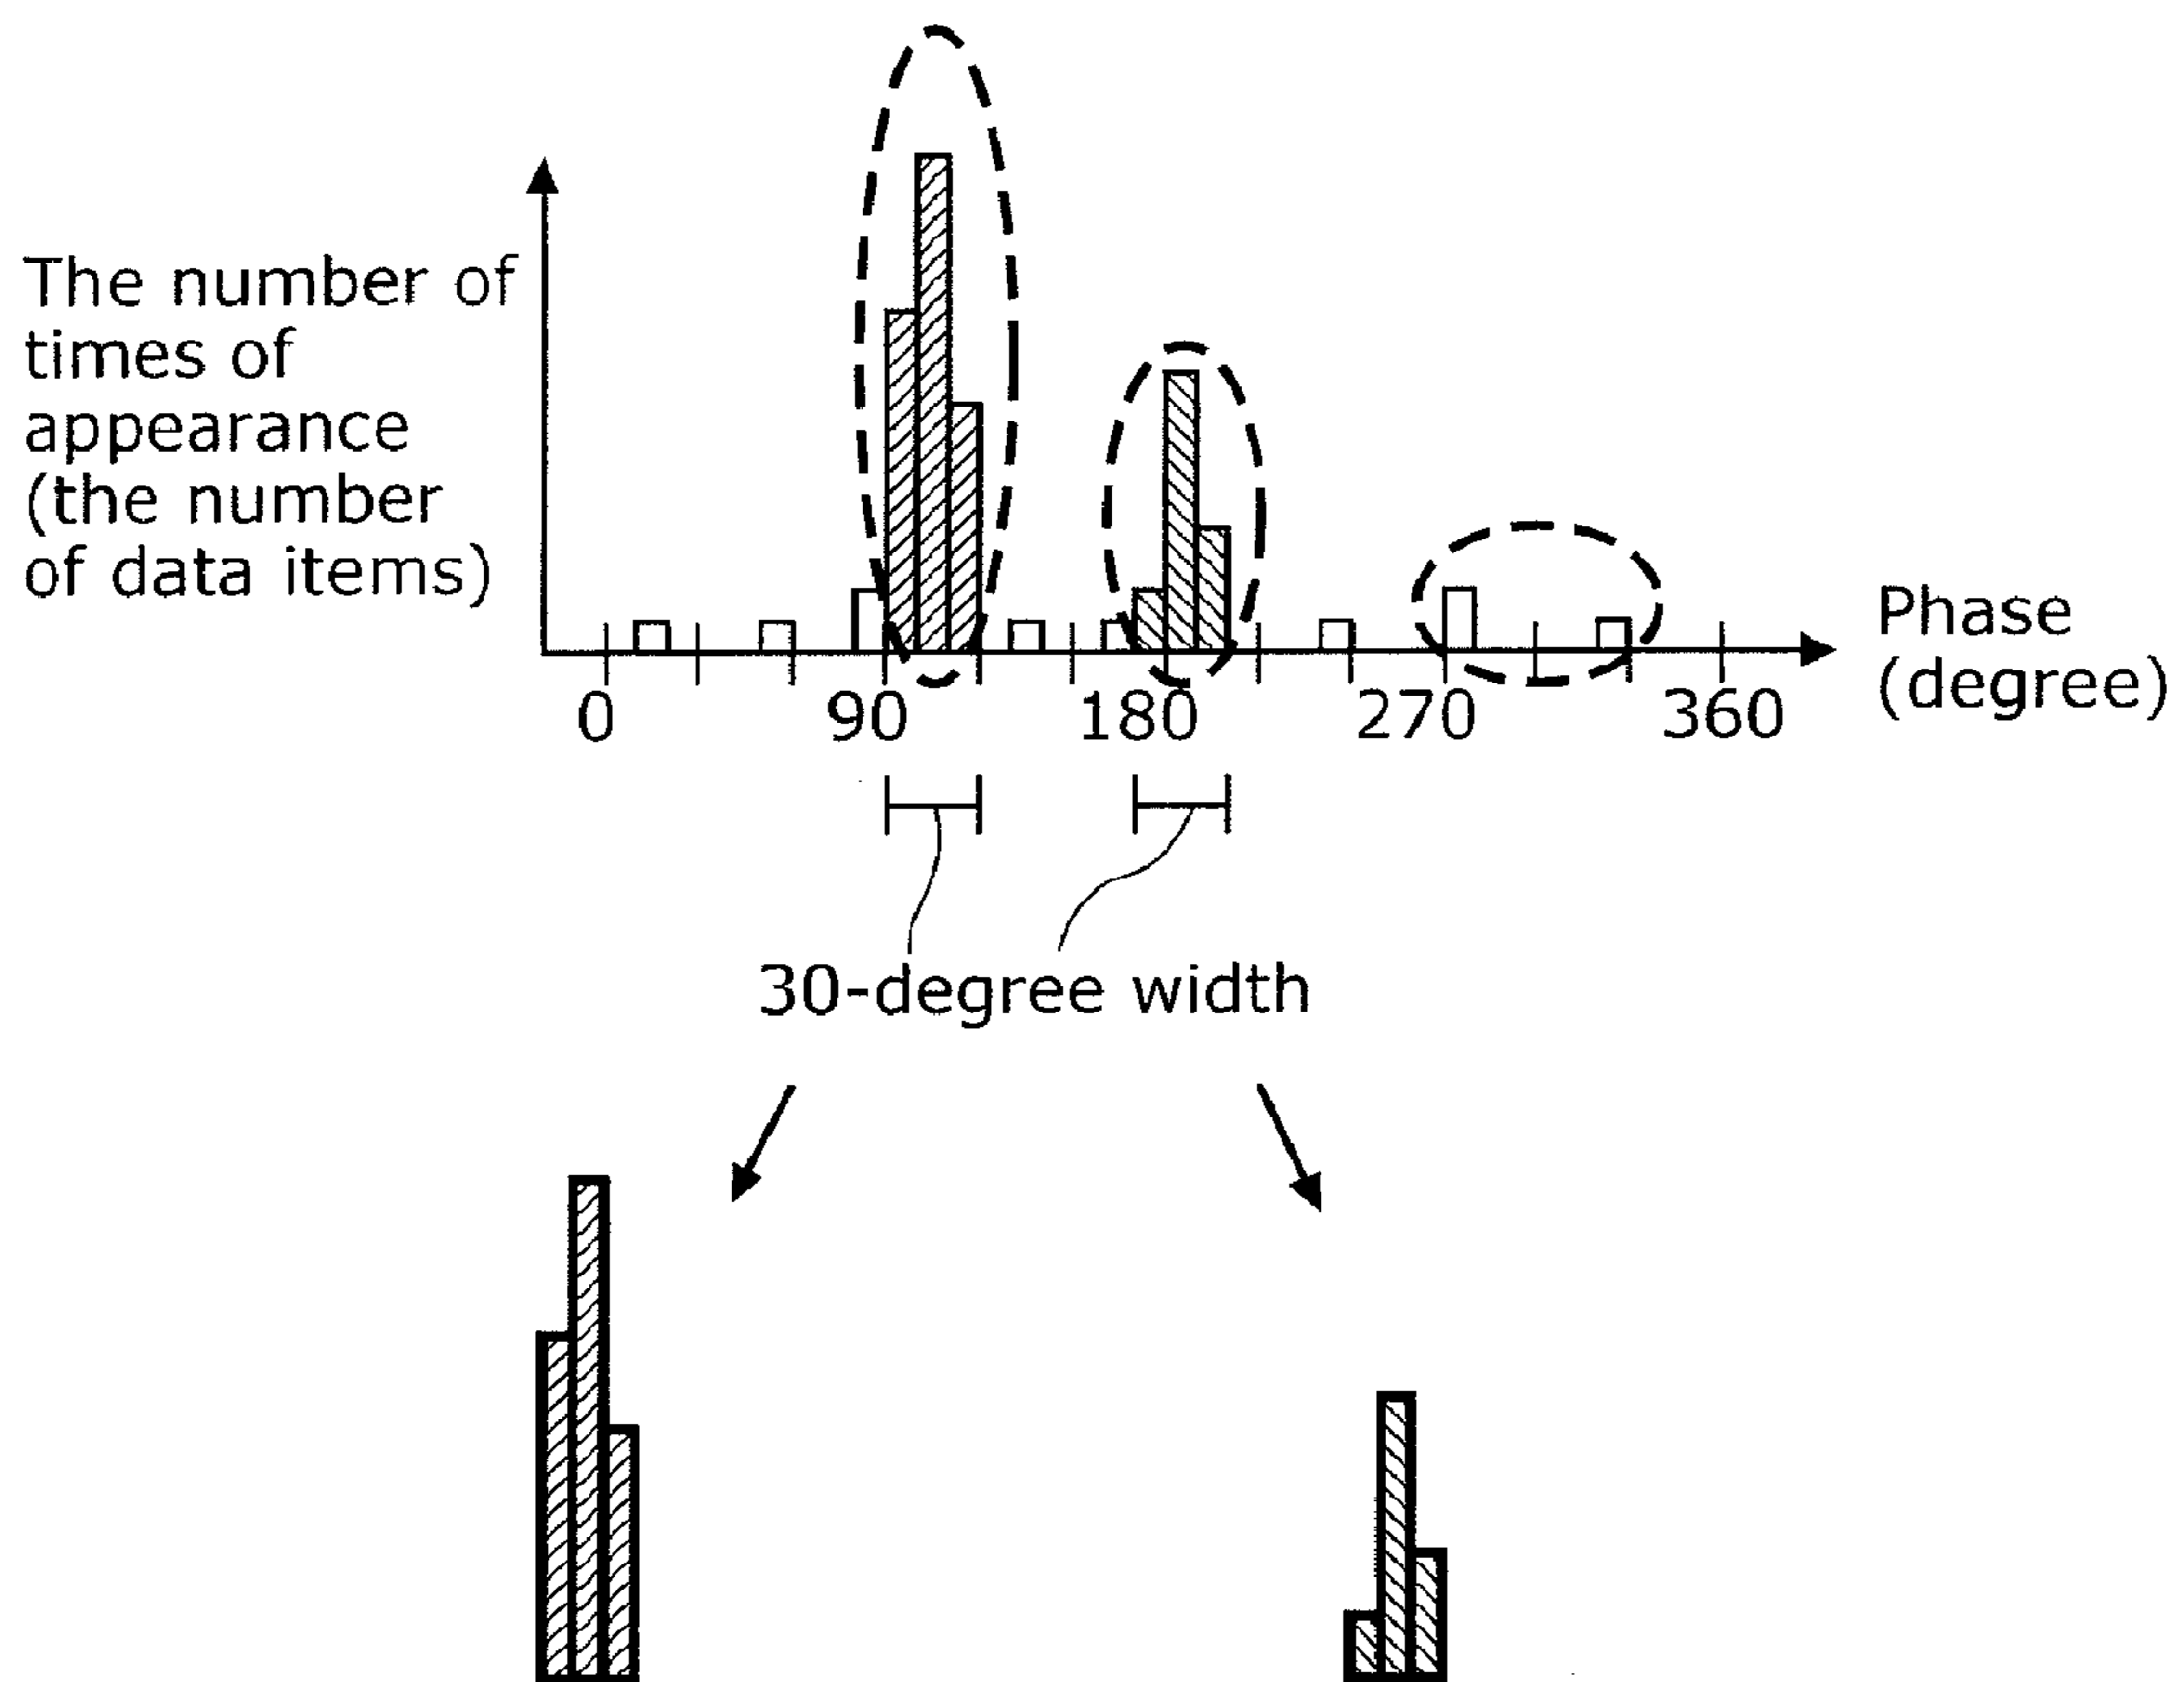 The number of
times of
appearance
(the number
of data items)
Phase
(degree)
0 90 180 270 360
30-degree width